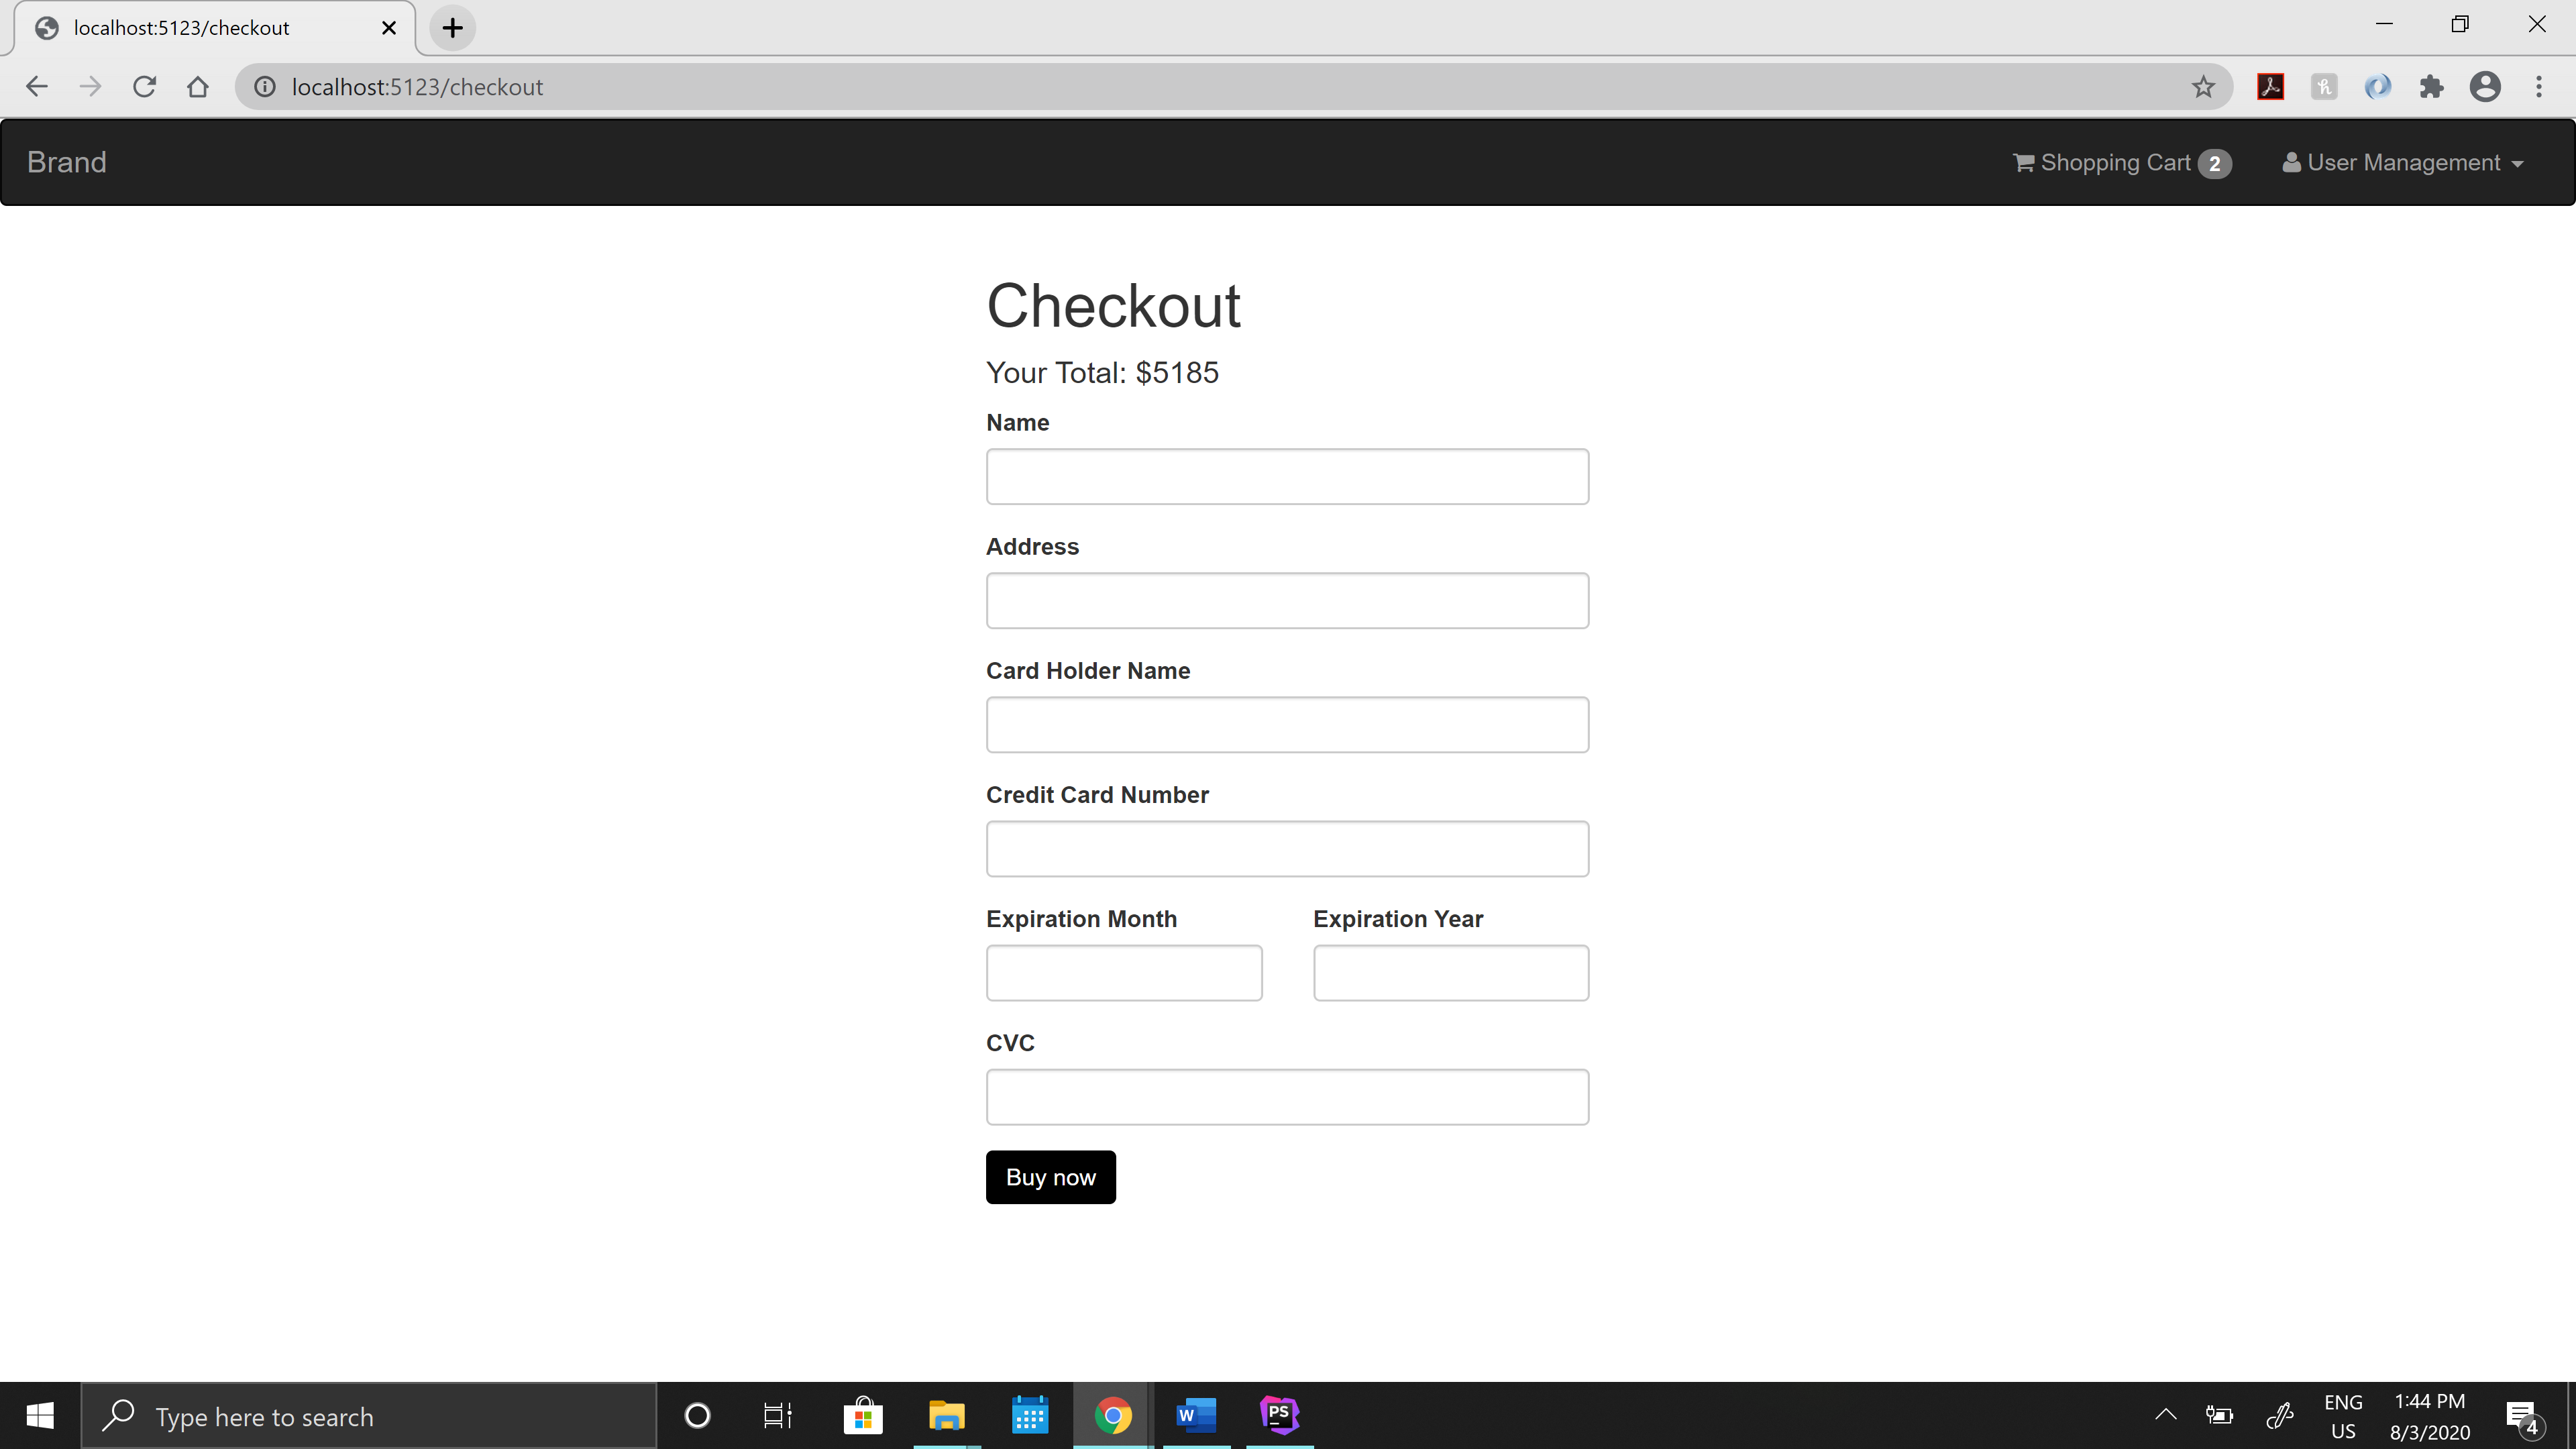 localhost:5123/checkout
localhost:5123/checkout
Brand
Shopping Cart 2
User Management
Checkout
Your Total: $5185
Name
Address
Card Holder Name
Credit Card Number
Expiration Month Expiration Year
CVC
Buy now
Type here to search
W
PS
ENG
US
1:44 PM
8/3/2020
4